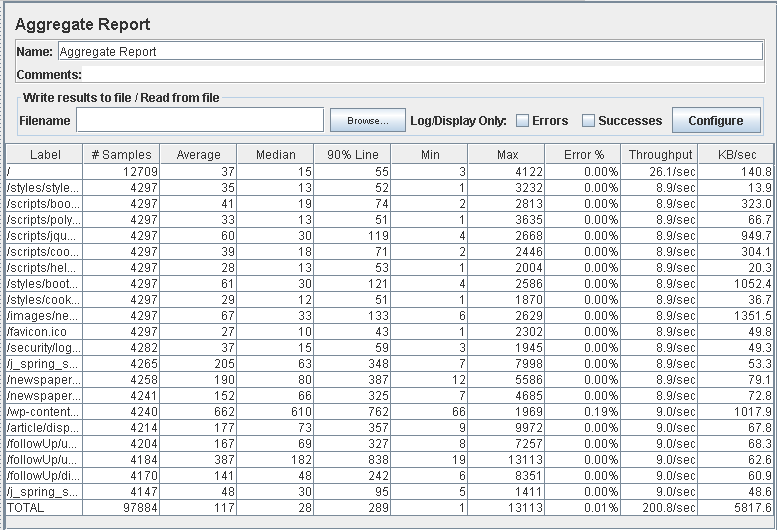 Aggregate Report
Name: Aggregate Report
Comments:
Write results to file / Read from file
Filename Browse... Log/Display Only: Errors Successes Configure
Label # Samples Average Median 90% Line Min Max Error % Throughput KB/sec
/ 12709 37 15 55 3 4122 0.00% 26.1/sec 140.8
/styles/style... 4297 35 13 52 1 3232 0.00% 8.9/sec 13.9
/scripts/boo... 4297 41 19 74 2 2813 0.00% 8.9/sec 323.0
/scripts/poly... 4297 33 13 51 1 3635 0.00% 8.9/sec 66.7
/scripts/jqu... 4297 60 30 119 4 2668 0.00% 8.9/sec 949.7
/scripts/coo... 4297 39 18 71 2 2446 0.00% 8.9/sec 304.1
/scripts/hel... 4297 28 13 53 1 2004 0.00% 8.9/sec 20.3
/styles/boot... 4297 61 30 121 4 2586 0.00% 8.9/sec 1052.4
/styles/cook... 4297 29 12 51 1 1870 0.00% 8.9/sec 36.7
/images/ne... 4297 67 33 133 6 2629 0.00% 8.9/sec 1351.5
/favicon.ico 4297 27 10 43 1 2302 0.00% 8.9/sec 49.8
/security/log... 4282 37 15 59 3 1945 0.00% 8.9/sec 49.3
/j_spring_s... 4265 205 63 348 7 7998 0.00% 8.9/sec 53.3
/newspaper... 4258 190 80 387 12 5586 0.00% 8.9/sec 79.1
/newspaper... 4241 152 66 325 7 4685 0.00% 8.9/sec 72.8
/wp-content... 4240 662 610 762 66 1969 0.19% 9.0/sec 1017.9
/article/disp... 4214 177 73 357 9 9972 0.00% 9.0/sec 67.8
/followUp/u... 4204 167 69 327 8 7257 0.00% 9.0/sec 68.3
/followUp/u... 4184 387 182 838 19 13113 0.00% 9.0/sec 62.6
/followUp/di... 4170 141 48 242 6 8351 0.00% 9.0/sec 60.9
/j_spring_s... 4147 48 30 95 5 1411 0.00% 9.0/sec 48.6
TOTAL 97884 117 28 289 1 13113 0.01% 200.8/sec 5817.6